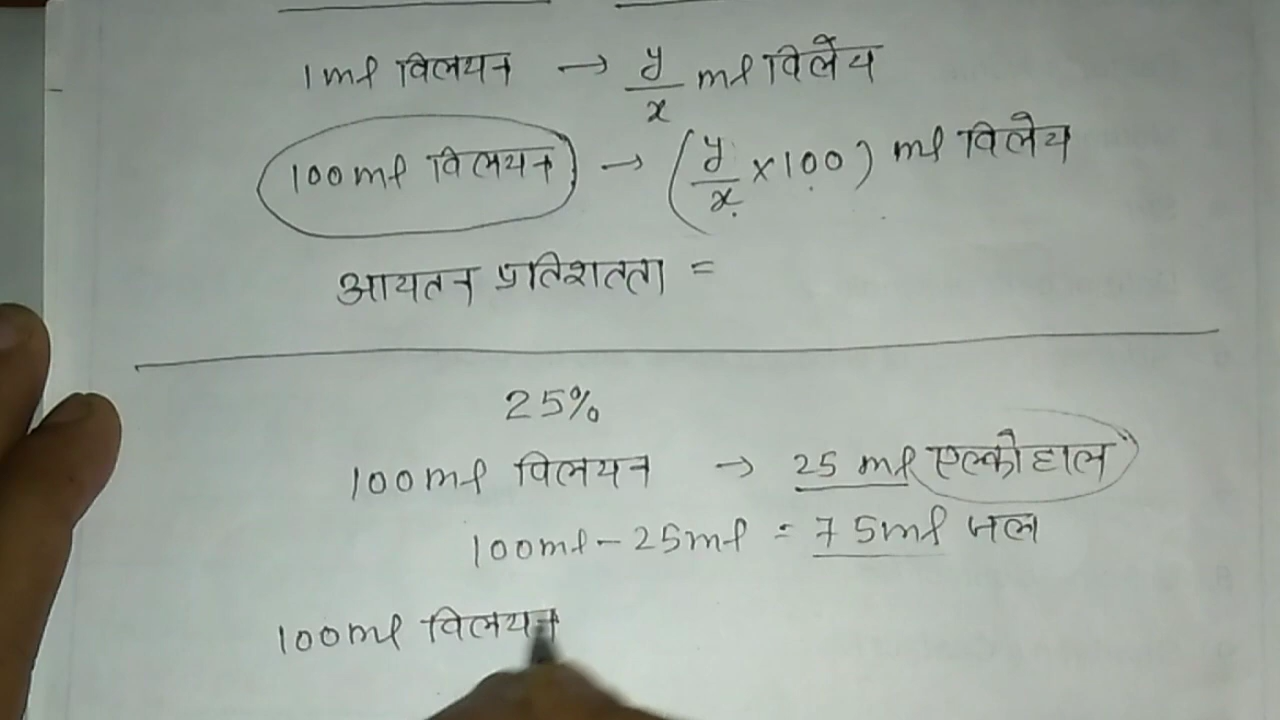 1ml विलयन → y/x ml विलेय
100ml विलयन → (y/x × 100) ml विलेय
आयतन प्रतिशतता =
25%
100ml विलयन → 25 ml एल्कोहाल
100ml - 25ml = 75ml जल
100ml विलयन